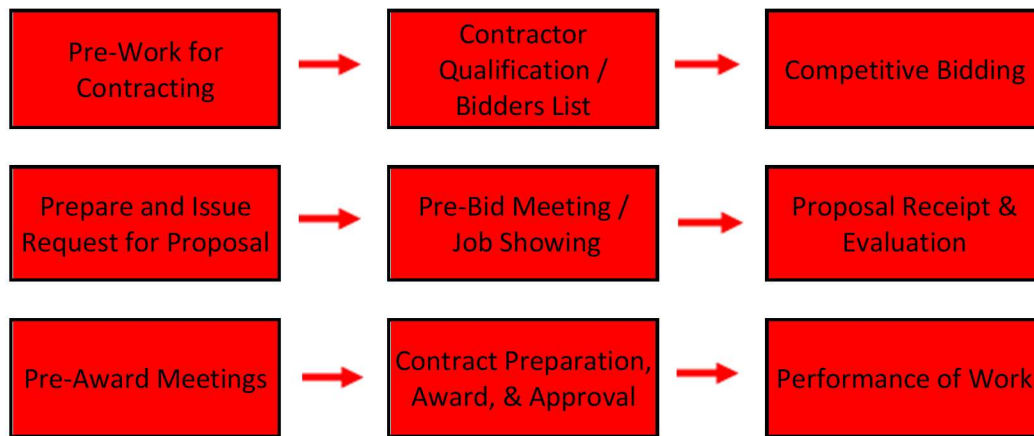 Pre-Work for
Contracting
Contractor
Qualification /
Bidders List
Competitive Bidding
Prepare and Issue
Request for Proposal
Pre-Bid Meeting /
Job Showing
Proposal Receipt &
Evaluation
Pre-Award Meetings
Contract Preparation,
Award, & Approval
Performance of Work